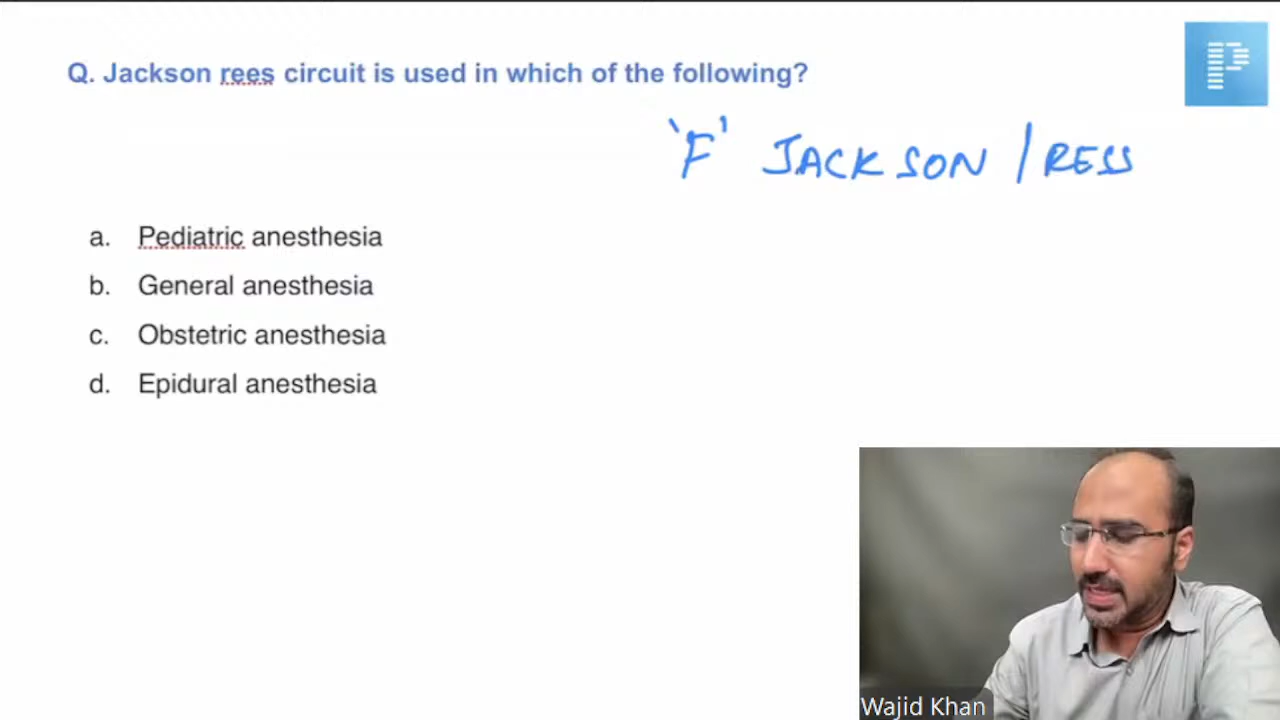 Q. Jackson rees circuit is used in which of the following?
'F' JACKSON / RESS
a. Pediatric anesthesia
b. General anesthesia
c. Obstetric anesthesia
d. Epidural anesthesia
Wajid Khan
P